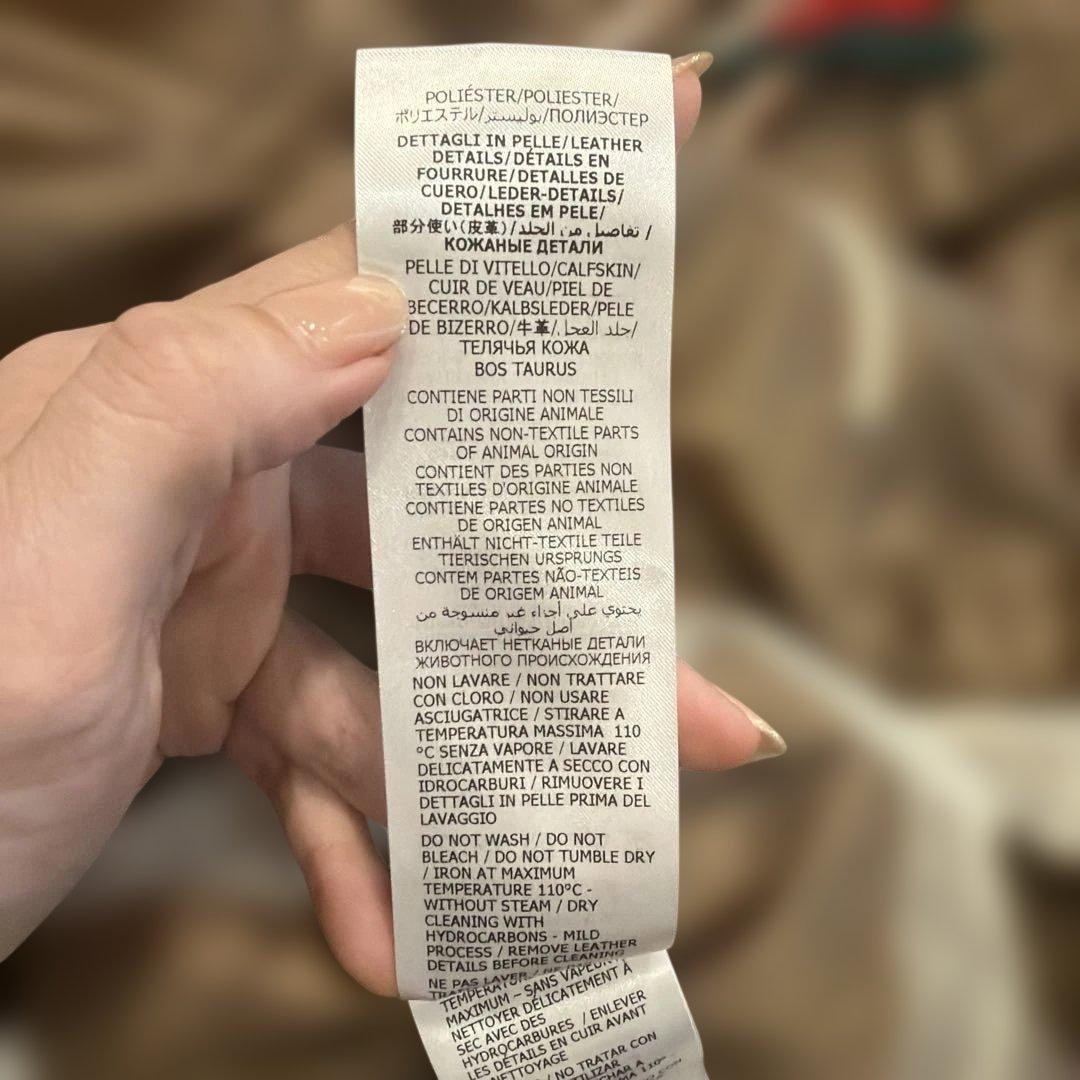 POLIÉSTER/POLIESTER/
ポリエステル/بوليستر/ПОЛИЭСТЕР
DETTAGLI IN PELLE/LEATHER
DETAILS/DÉTAILS EN
FOURRURE/DETALLES DE
CUERO/LEDER-DETAILS/
DETALHES EM PELE/
部分使い(皮革)/تفاصيل من الجلد /
КОЖАНЫЕ ДЕТАЛИ
PELLE DI VITELLO/CALFSKIN/
CUIR DE VEAU/PIEL DE
BECERRO/KALBSLEDER/PELE
DE BIZERRO/牛革/جلد العجل/
ТЕЛЯЧЬЯ КОЖА
BOS TAURUS
CONTIENE PARTI NON TESSILI
DI ORIGINE ANIMALE
CONTAINS NON-TEXTILE PARTS
OF ANIMAL ORIGIN
CONTIENT DES PARTIES NON
TEXTILES D'ORIGINE ANIMALE
CONTIENE PARTES NO TEXTILES
DE ORIGEN ANIMAL
ENTHÄLT NICHT-TEXTILE TEILE
TIERISCHEN URSPRUNGS
CONTEM PARTES NÃO-TEXTEIS
DE ORIGEM ANIMAL
يحتوي على أجزاء غير منسوجة من
أصل حيواني
ВКЛЮЧАЕТ НЕТКАНЫЕ ДЕТАЛИ
ЖИВОТНОГО ПРОИСХОЖДЕНИЯ
NON LAVARE / NON TRATTARE
CON CLORO / NON USARE
ASCIUGATRICE / STIRARE A
TEMPERATURA MASSIMA 110
°C SENZA VAPORE / LAVARE
DELICATAMENTE A SECCO CON
IDROCARBURI / RIMUOVERE I
DETTAGLI IN PELLE PRIMA DEL
LAVAGGIO
DO NOT WASH / DO NOT
BLEACH / DO NOT TUMBLE DRY
/ IRON AT MAXIMUM
TEMPERATURE 110°C -
WITHOUT STEAM / DRY
CLEANING WITH
HYDROCARBONS - MILD
PROCESS / REMOVE LEATHER
DETAILS BEFORE CLEANING
NE PAS LAVER
MAXIMUM – SANS VAPEUR
NETTOYER DÉLICATEMENT À
SEC AVEC DES
HYDROCARBURES / ENLEVER
LES DÉTAILS EN CUIR AVANT
NETTOYAGE
/ NO TRATAR CON
110°